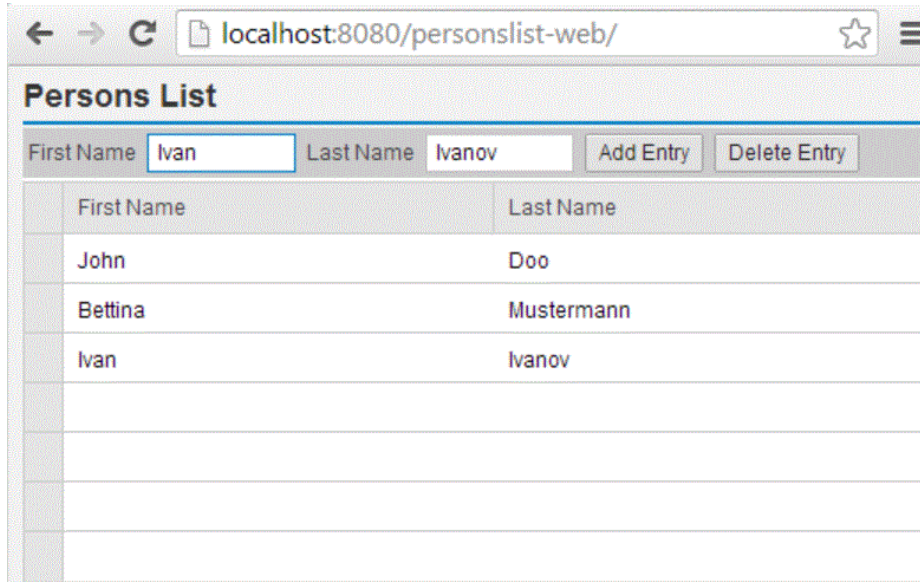 localhost:8080/personslist-web/
Persons List
First Name Ivan Last Name Ivanov Add Entry Delete Entry
First Name Last Name
John Doo
Bettina Mustermann
Ivan Ivanov